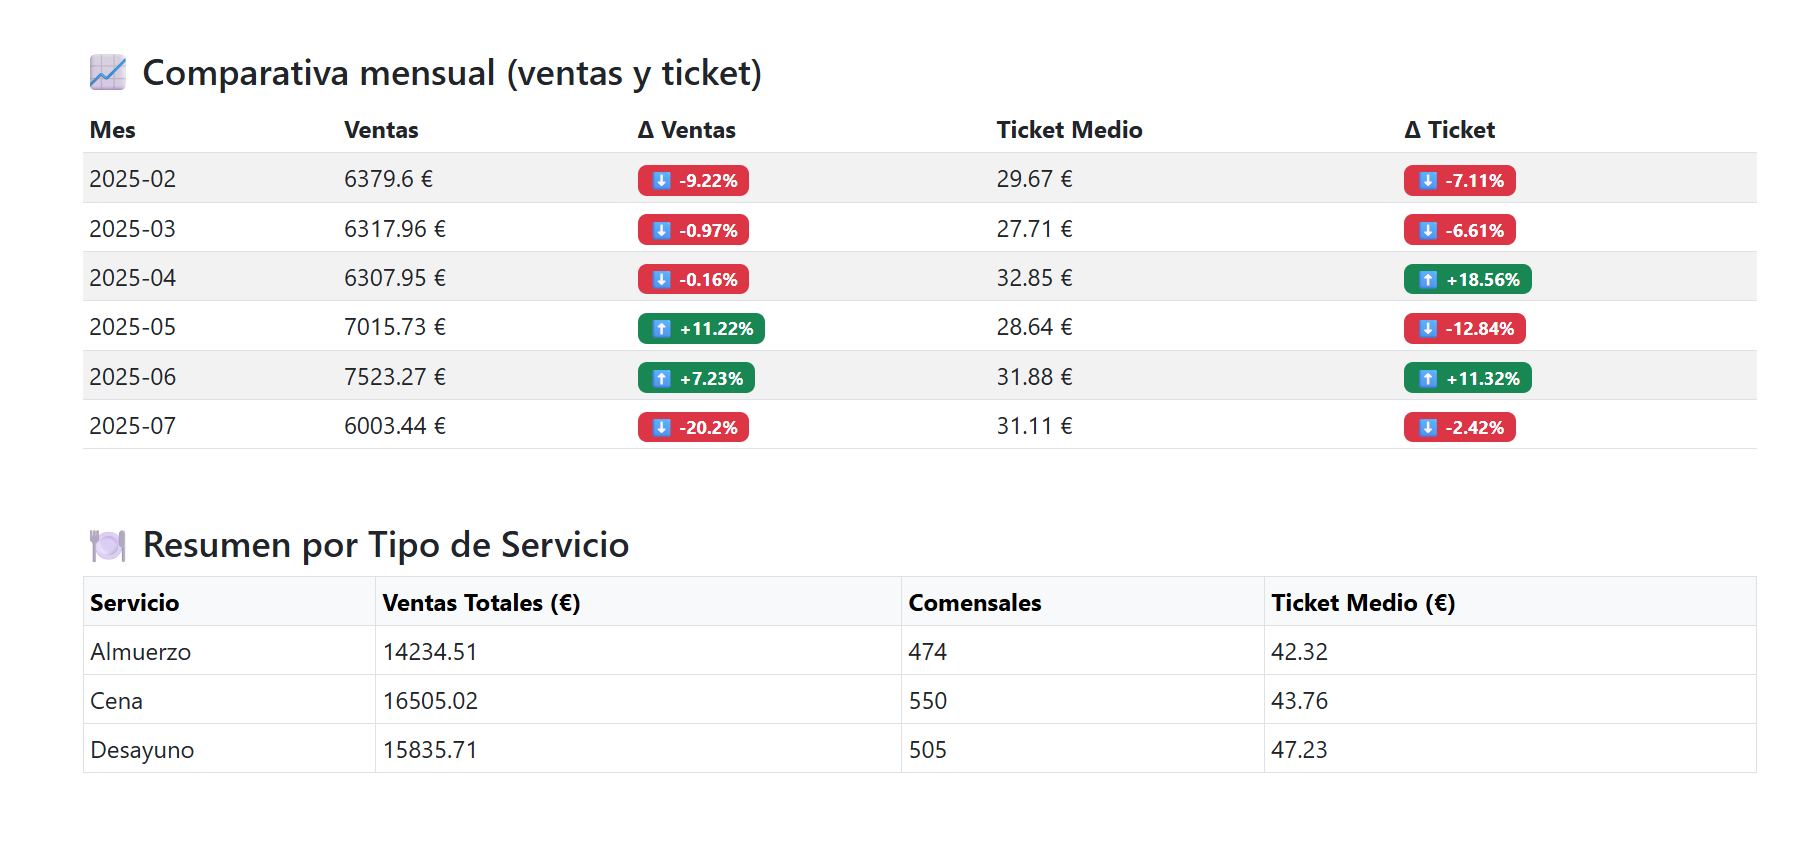 Comparativa mensual (ventas y ticket)
Mes Ventas Δ Ventas Ticket Medio Δ Ticket
2025-02 6379.6 € ⬇️ -9.22% 29.67 € ⬇️ -7.11%
2025-03 6317.96 € ⬇️ -0.97% 27.71 € ⬇️ -6.61%
2025-04 6307.95 € ⬇️ -0.16% 32.85 € ⬆️ +18.56%
2025-05 7015.73 € ⬆️ +11.22% 28.64 € ⬇️ -12.84%
2025-06 7523.27 € ⬆️ +7.23% 31.88 € ⬆️ +11.32%
2025-07 6003.44 € ⬇️ -20.2% 31.11 € ⬇️ -2.42%
Resumen por Tipo de Servicio
Servicio Ventas Totales (€) Comensales Ticket Medio (€)
Almuerzo 14234.51 474 42.32
Cena 16505.02 550 43.76
Desayuno 15835.71 505 47.23